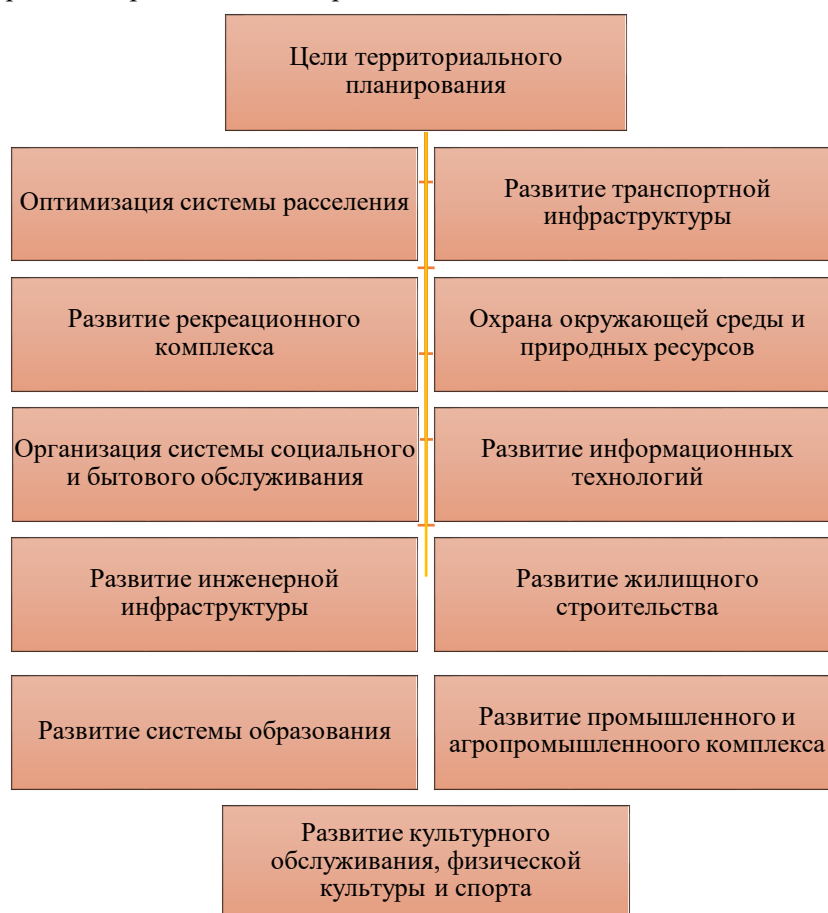 Цели территориального
планирования
Оптимизация системы расселения
Развитие транспортной
инфраструктуры
Развитие рекреационного
комплекса
Охрана окружающей среды и
природных ресурсов
Организация системы социального
и бытового обслуживания
Развитие информационных
технологий
Развитие инженерной
инфраструктуры
Развитие жилищного
строительства
Развитие системы образования
Развитие промышленного и
агропромышленноого комплекса
Развитие культурного
обслуживания, физической
культуры и спорта